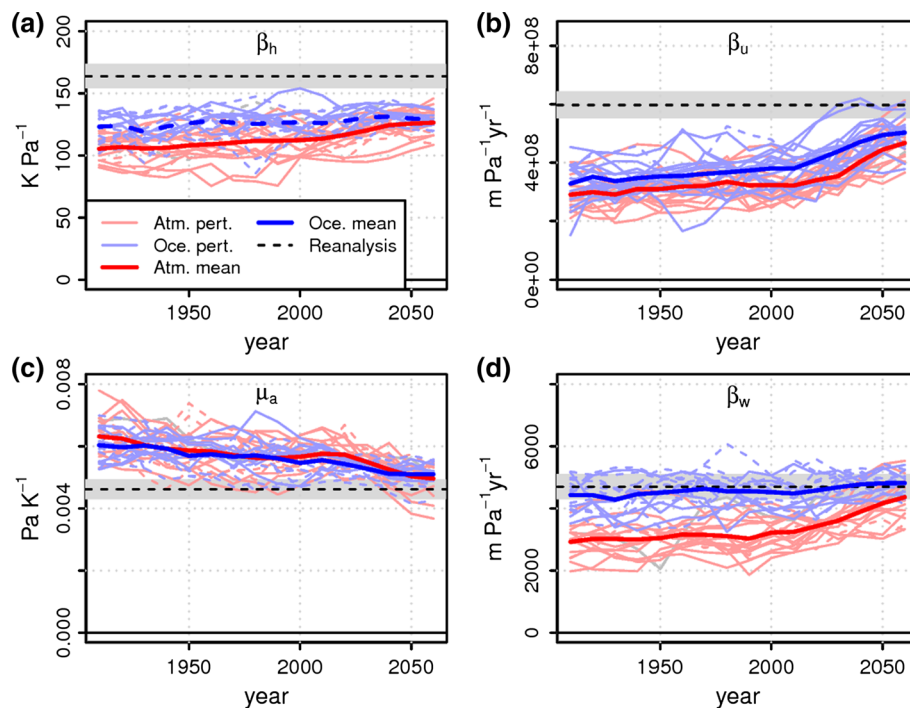 (a)
β_h
200
150
100
50
0
K Pa⁻¹
Atm. pert.
Oce. pert.
Atm. mean
Oce. mean
Reanalysis
1950
2000
2050
year
(b)
β_u
8e+08
4e+08
0e+00
m Pa⁻¹yr⁻¹
1950
2000
2050
year
(c)
μ_a
0.008
0.004
0.000
Pa K⁻¹
1950
2000
2050
year
(d)
β_w
6000
2000
0
m Pa⁻¹yr⁻¹
1950
2000
2050
year